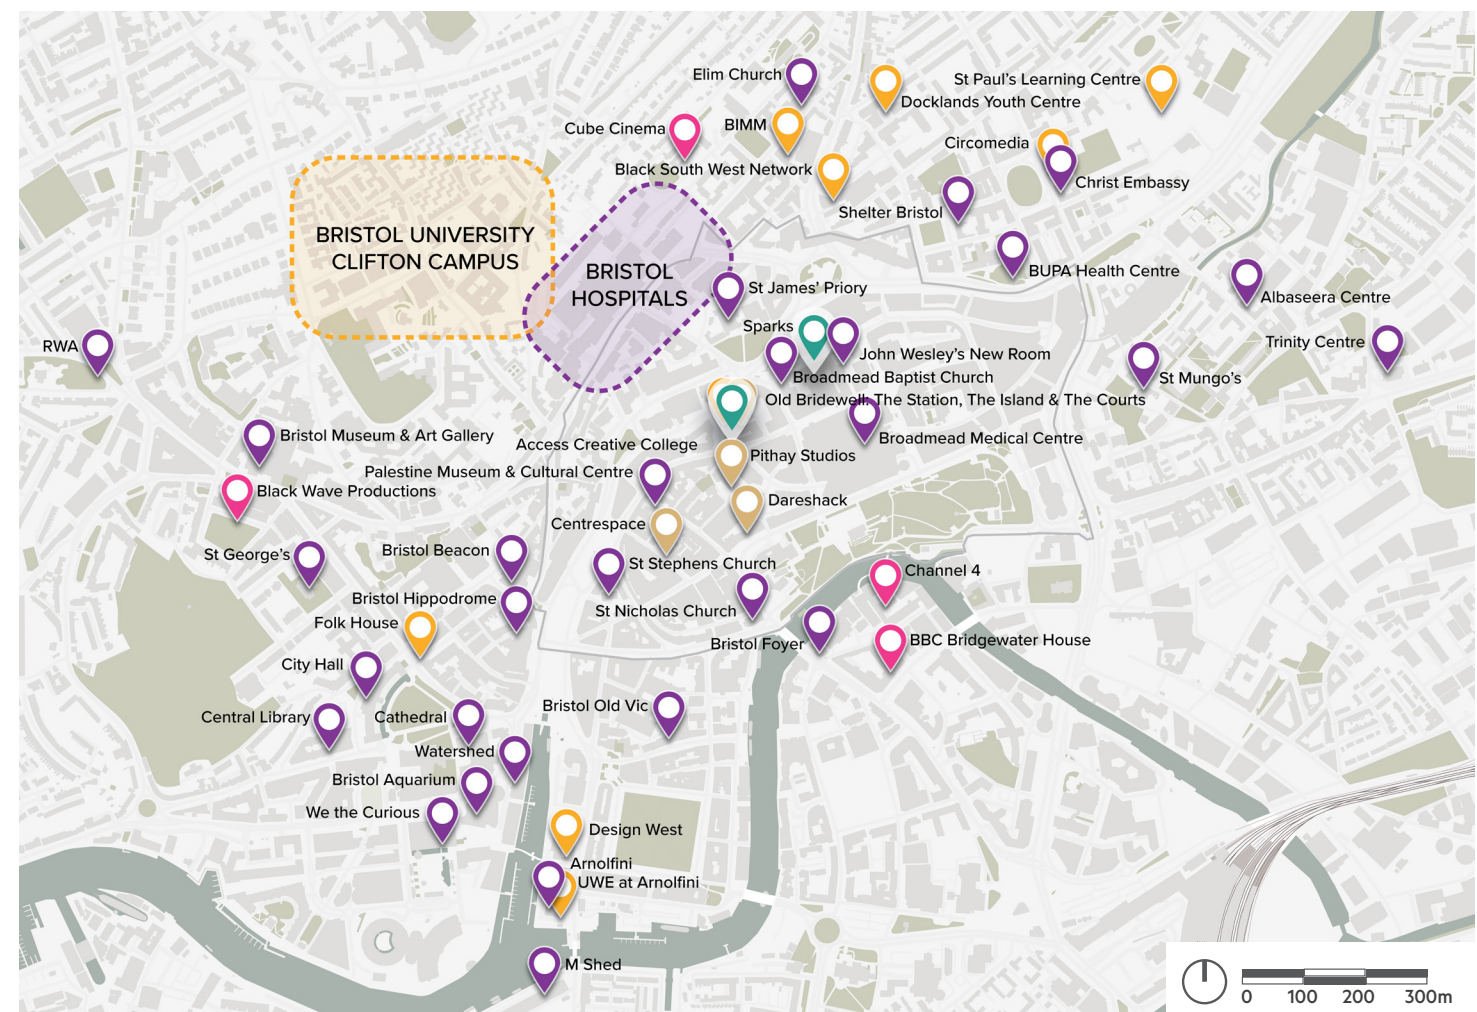 Elim Church
St Paul's Learning Centre
Docklands Youth Centre
Cube Cinema
BIMM
Circomedia
Black South West Network
Christ Embassy
Shelter Bristol
BRISTOL UNIVERSITY
CLIFTON CAMPUS
BRISTOL
HOSPITALS
BUPA Health Centre
St James' Priory
Albaseera Centre
Sparks
Trinity Centre
RWA
John Wesley's New Room
Broadmead Baptist Church
St Mungo's
Old Bridewell: The Station, The Island & The Courts
Bristol Museum & Art Gallery
Access Creative College
Broadmead Medical Centre
Pithay Studios
Palestine Museum & Cultural Centre
Black Wave Productions
Dareshack
Centrespace
St George's
Bristol Beacon
St Stephens Church
Channel 4
Bristol Hippodrome
St Nicholas Church
Folk House
Bristol Foyer
BBC Bridgewater House
City Hall
Bristol Old Vic
Central Library
Cathedral
Watershed
Bristol Aquarium
We the Curious
Design West
Arnolfini
UWE at Arnolfini
M Shed
0 100 200 300m